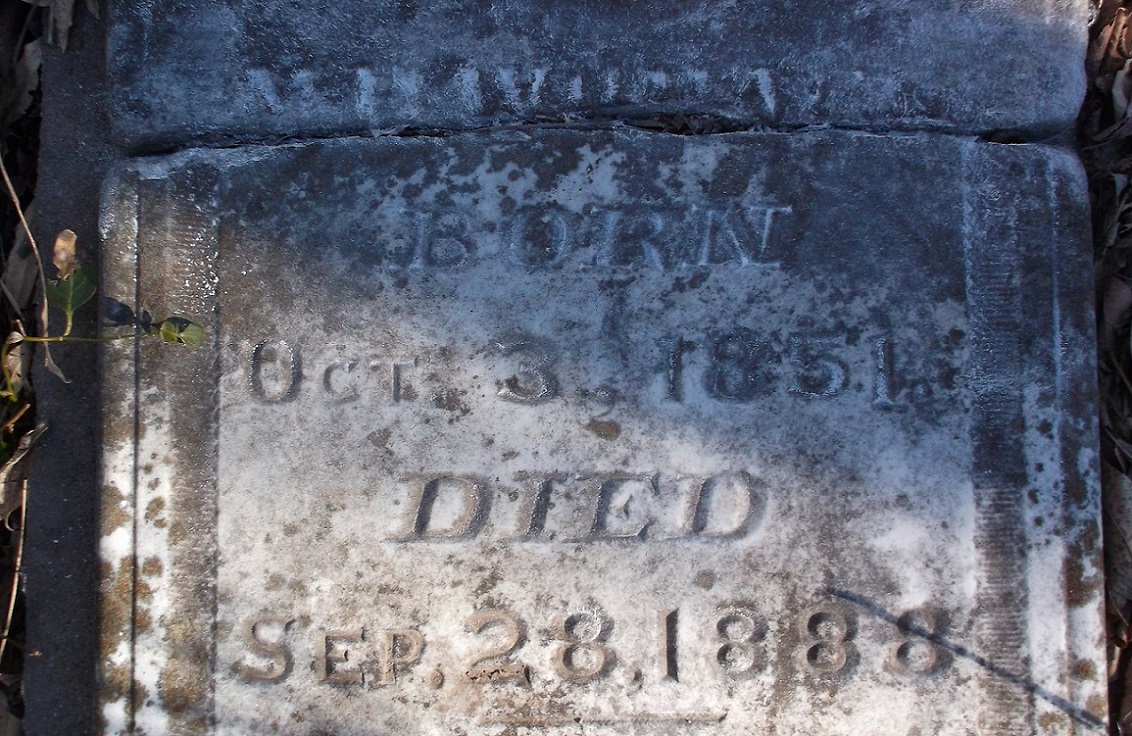 BORN
OCT. 3, 1851.
DIED
SEP. 28, 1888